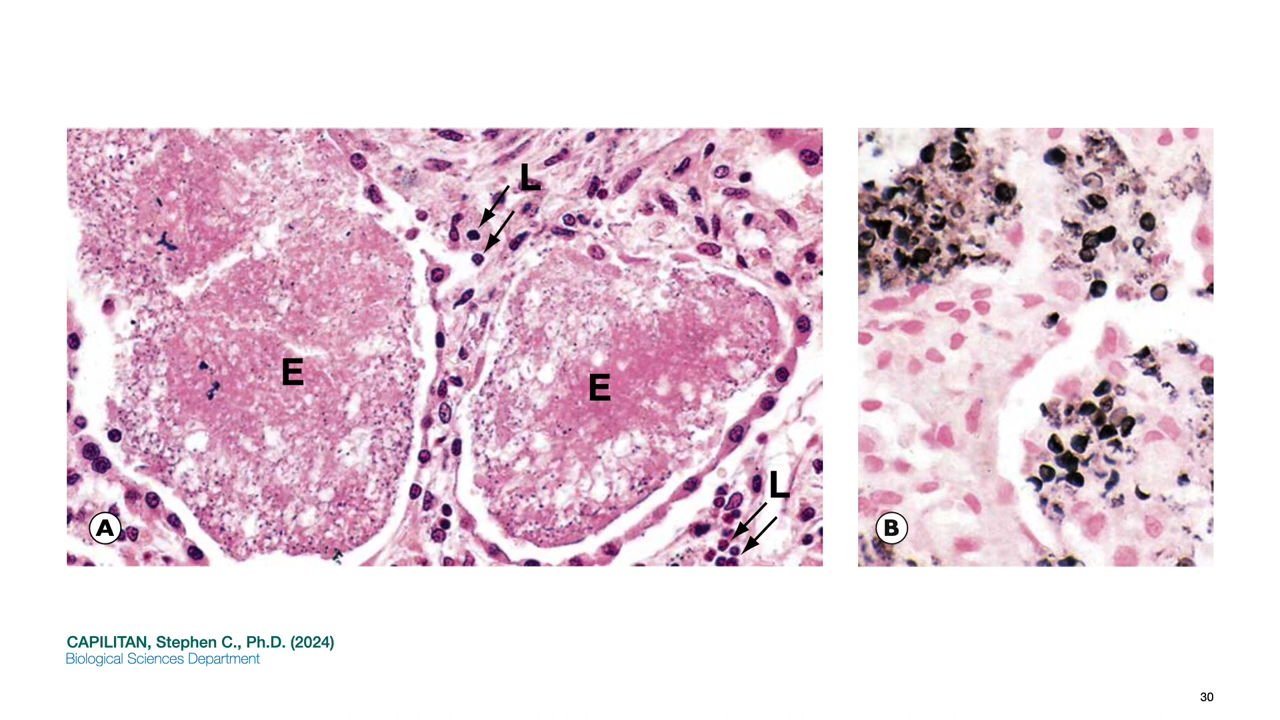 L
E
E
L
A
B
CAPILITAN, Stephen C., Ph.D. (2024)
Biological Sciences Department
30